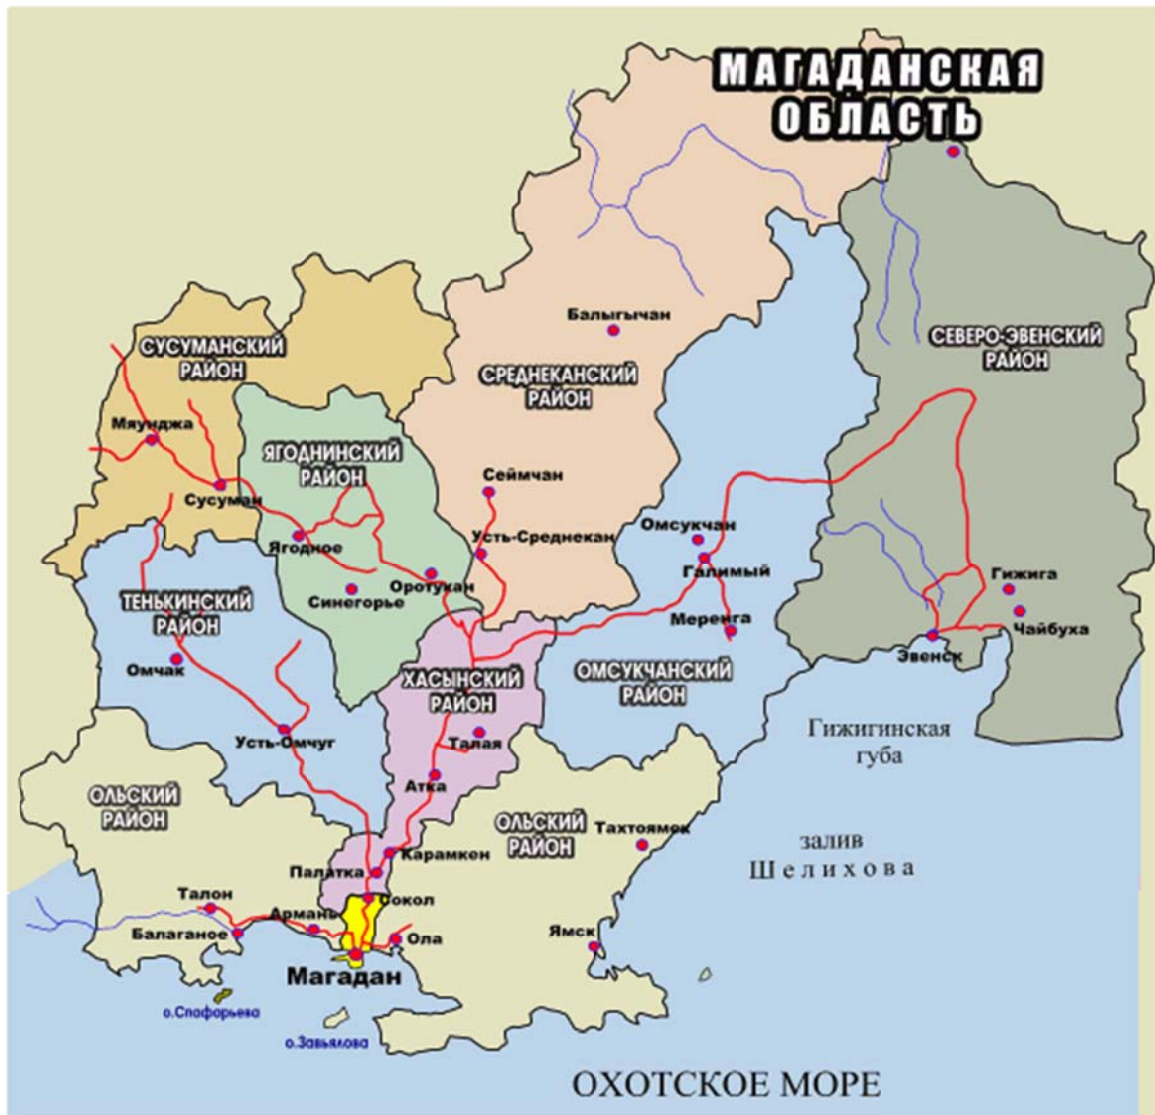 МАГАДАНСКАЯ
ОБЛАСТЬ
Балыгычан
СУСУМАНСКИЙ
РАЙОН
СЕВЕРО-ЭВЕНСКИЙ
РАЙОН
СРЕДНЕКАНСКИЙ
РАЙОН
Мяунджа
ЯГОДНИНСКИЙ
РАЙОН
Сеймчан
Сусуман
Омсукчан
Усть-Среднекан
Ягодное
Галимый
Гижига
Оротукан
Синегорье
ТЕНЬКИНСКИЙ
РАЙОН
Меренга
Чайбуха
Эвенск
Омчак
ХАСЫНСКИЙ
РАЙОН
ОМСУКЧАНСКИЙ
РАЙОН
Гижигинская
губа
Усть-Омчуг
Талая
Атка
ОЛЬСКИЙ
РАЙОН
ОЛЬСКИЙ
РАЙОН
Тахтоямск
залив
Шелихова
Карамкен
Палатка
Талон
Сокол
Армань
Балаганое
Ола
Ямск
Магадан
о.Спафорьева
о.Завьялова
ОХОТСКОЕ МОРЕ